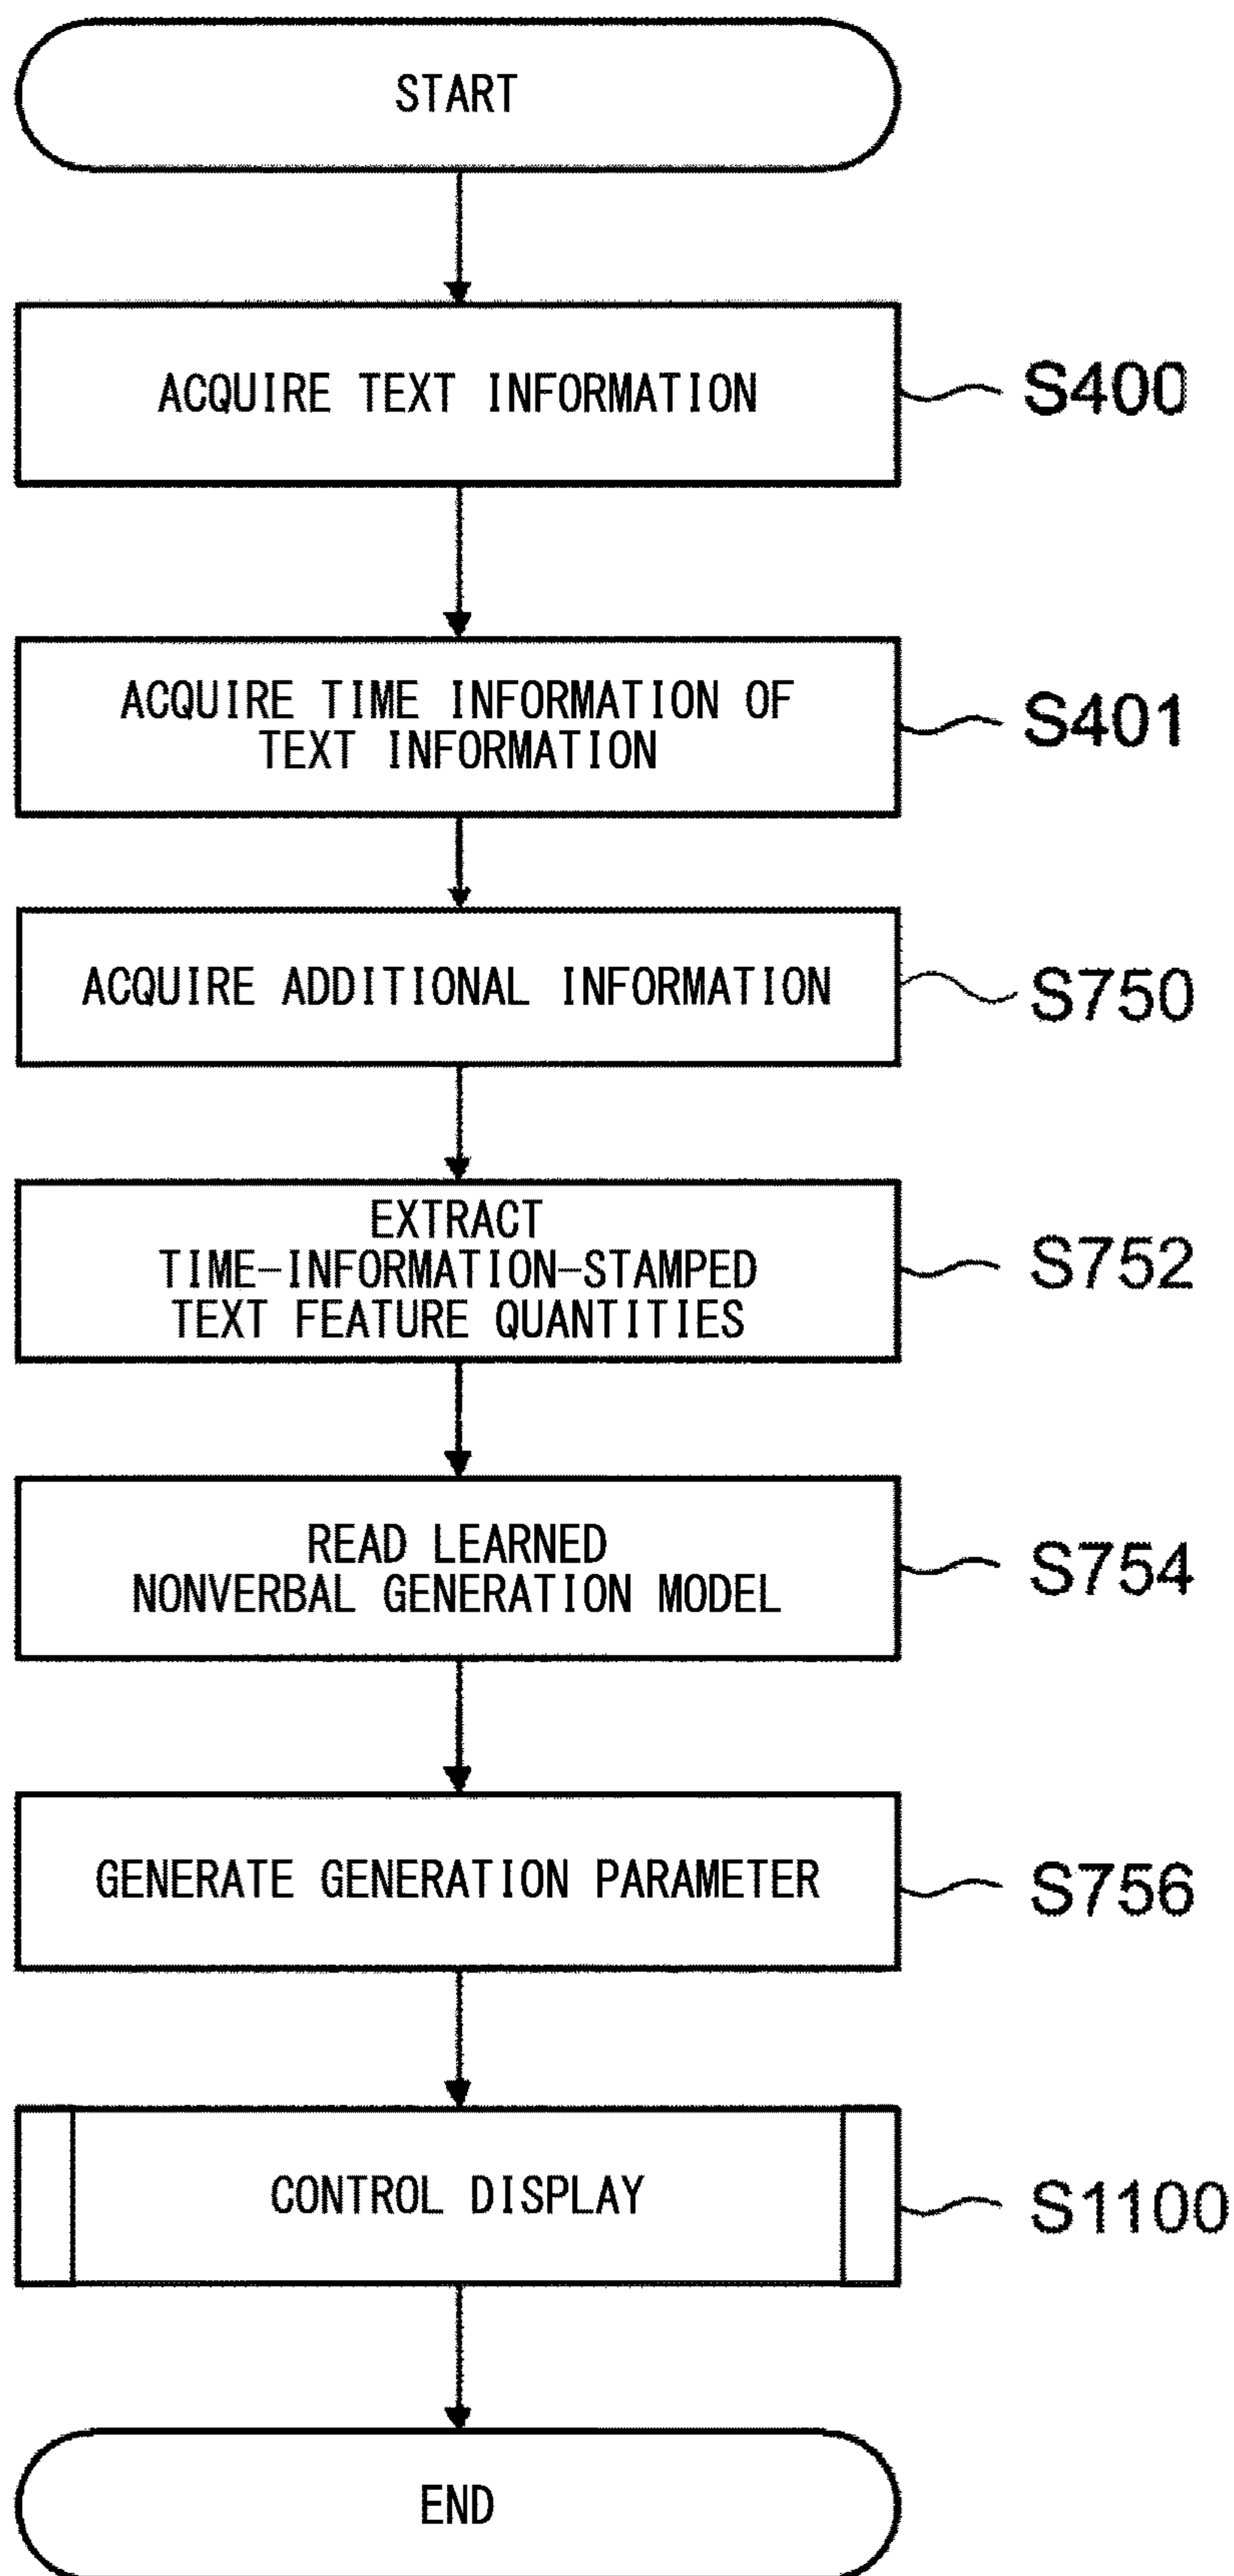 START
ACQUIRE TEXT INFORMATION
S400
ACQUIRE TIME INFORMATION OF
TEXT INFORMATION
S401
ACQUIRE ADDITIONAL INFORMATION
S750
EXTRACT
TIME-INFORMATION-STAMPED
TEXT FEATURE QUANTITIES
S752
READ LEARNED
NONVERBAL GENERATION MODEL
S754
GENERATE GENERATION PARAMETER
S756
CONTROL DISPLAY
S1100
END